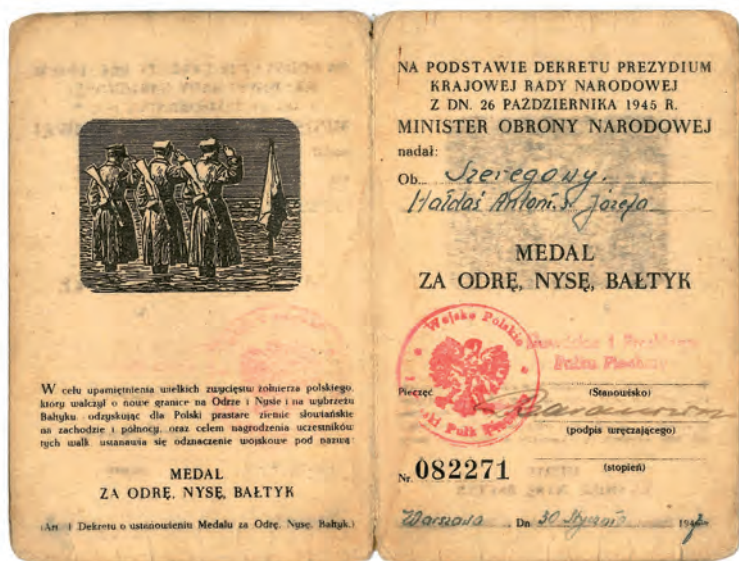 W celu upamiętnienia wielkich zwycięstw żołnierza polskiego,
który walczył o nowe granice na Odrze i Nysie i na wybrzeżu
Bałtyku, odzyskując dla Polski prastare ziemie słowiańskie
na zachodzie i północy, oraz celem nagrodzenia uczestników
tych walk, ustanawia się odznaczenie wojskowe pod nazwą:
MEDAL
ZA ODRĘ, NYSĘ, BAŁTYK
(Art. 1 Dekretu o ustanowieniu Medalu za Odrę, Nysę, Bałtyk.)
NA PODSTAWIE DEKRETU PREZYDIUM
KRAJOWEJ RADY NARODOWEJ
Z DN. 26 PAŹDZIERNIKA 1945 R.
MINISTER OBRONY NARODOWEJ
nadał:
Ob. Szeregowy.
Hałdaś Antoni s. Józefa
MEDAL
ZA ODRĘ, NYSĘ, BAŁTYK
Wojsko Polskie
Pułk
Pułku Piechoty
Pieczęć
(Stanowisko)
(podpis wręczającego)
(stopień)
Nr. 082271
Warszawa Dn. 30 Stycznia 194